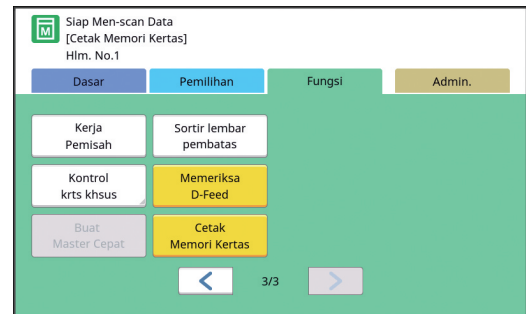 M
Siap Men-scan Data
[Cetak Memori Kertas]
Hlm. No.1
Dasar
Pemilihan
Fungsi
Admin.
Kerja
Pemisah
Sortir lembar
pembatas
Kontrol
krts khsus
Memeriksa
D-Feed
Buat
Master Cepat
Cetak
Memori Kertas
3/3